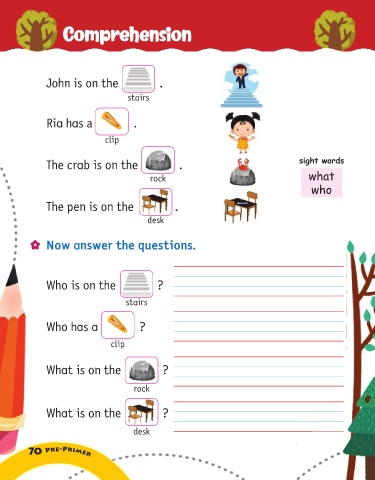 Comprehension
John is on the .
stairs
Ria has a .
clip
The crab is on the .
rock
The pen is on the .
desk
sight words
what
who
Now answer the questions.
Who is on the ?
stairs
Who has a ?
clip
What is on the ?
rock
What is on the ?
desk
70 PRE-PRIMER